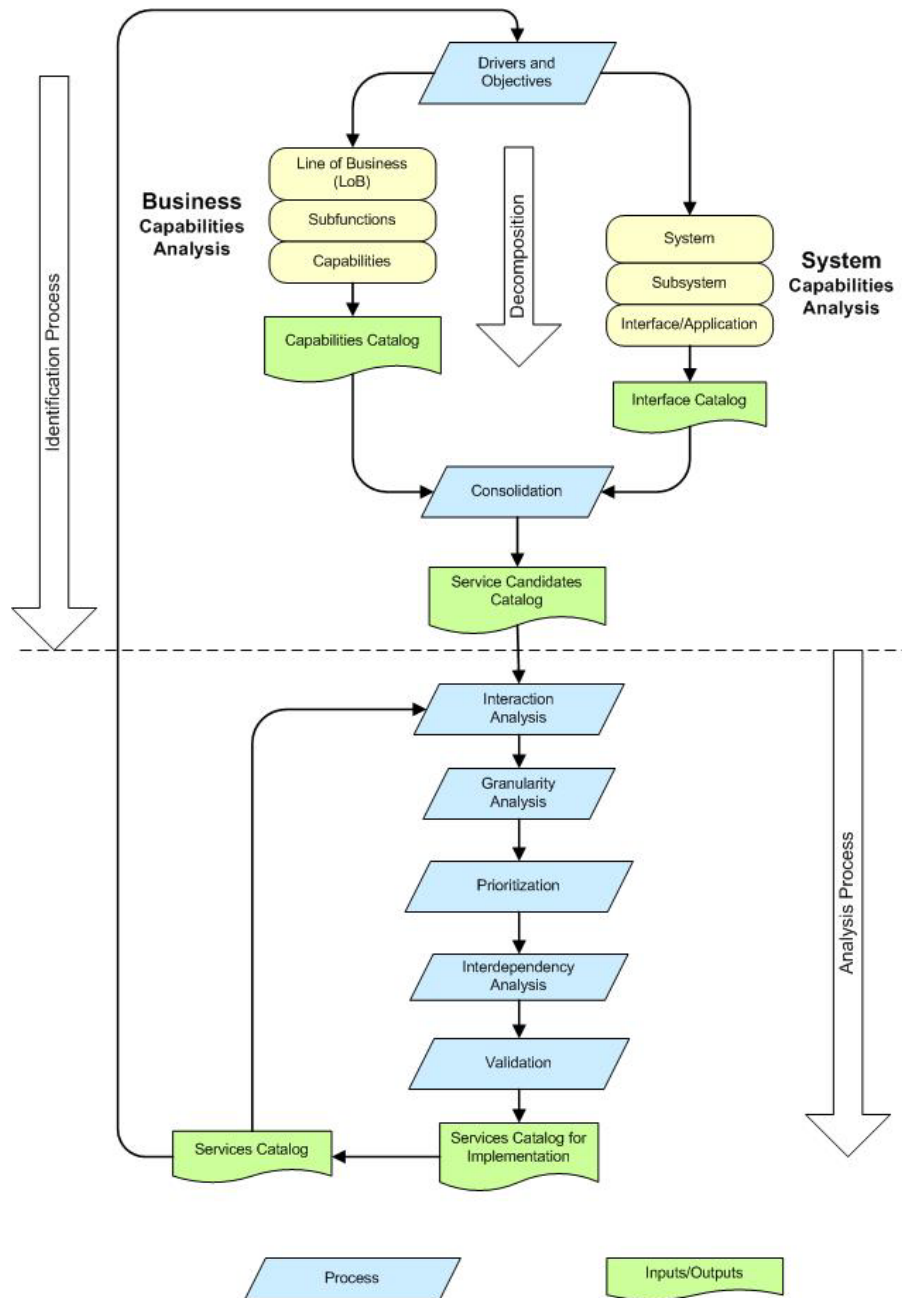 Drivers and
Objectives
Line of Business
(LoB)
Subfunctions
Capabilities
Business
Capabilities
Analysis
Capabilities Catalog
Decomposition
System
Subsystem
Interface/Application
System
Capabilities
Analysis
Interface Catalog
Identification Process
Consolidation
Service Candidates
Catalog
Interaction
Analysis
Granularity
Analysis
Prioritization
Interdependency
Analysis
Validation
Services Catalog for
Implementation
Services Catalog
Analysis Process
Process
Inputs/Outputs